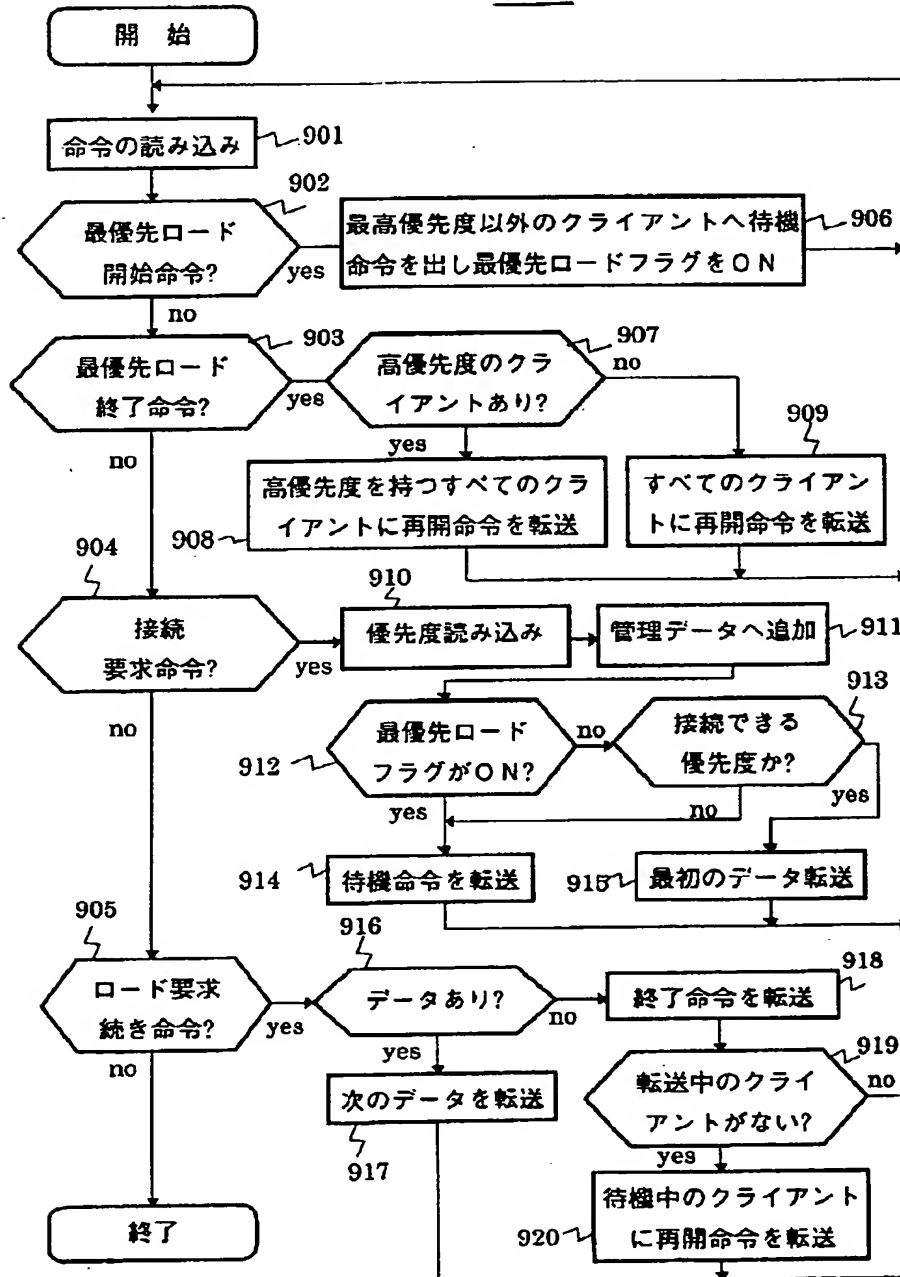 開 始
命令の読み込み
901
902
最優先ロード
開始命令?
yes
no
最高優先度以外のクライアントへ待機
命令を出し最優先ロードフラグをON
906
903
最優先ロード
終了命令?
yes
no
907
高優先度のクラ
イアントあり?
no
yes
908
高優先度を持つすべてのクラ
イアントに再開命令を転送
909
すべてのクライアン
トに再開命令を転送
904
接続
要求命令?
yes
no
910
優先度読み込み
管理データへ追加
911
912
最優先ロード
フラグがON?
no
yes
913
接続できる
優先度か?
no
yes
914
待機命令を転送
915
最初のデータ転送
905
ロード要求
続き命令?
yes
no
916
データあり?
no
yes
次のデータを転送
917
918
終了命令を転送
919
転送中のクライ
アントがない?
no
yes
920
待機中のクライアント
に再開命令を転送
終了